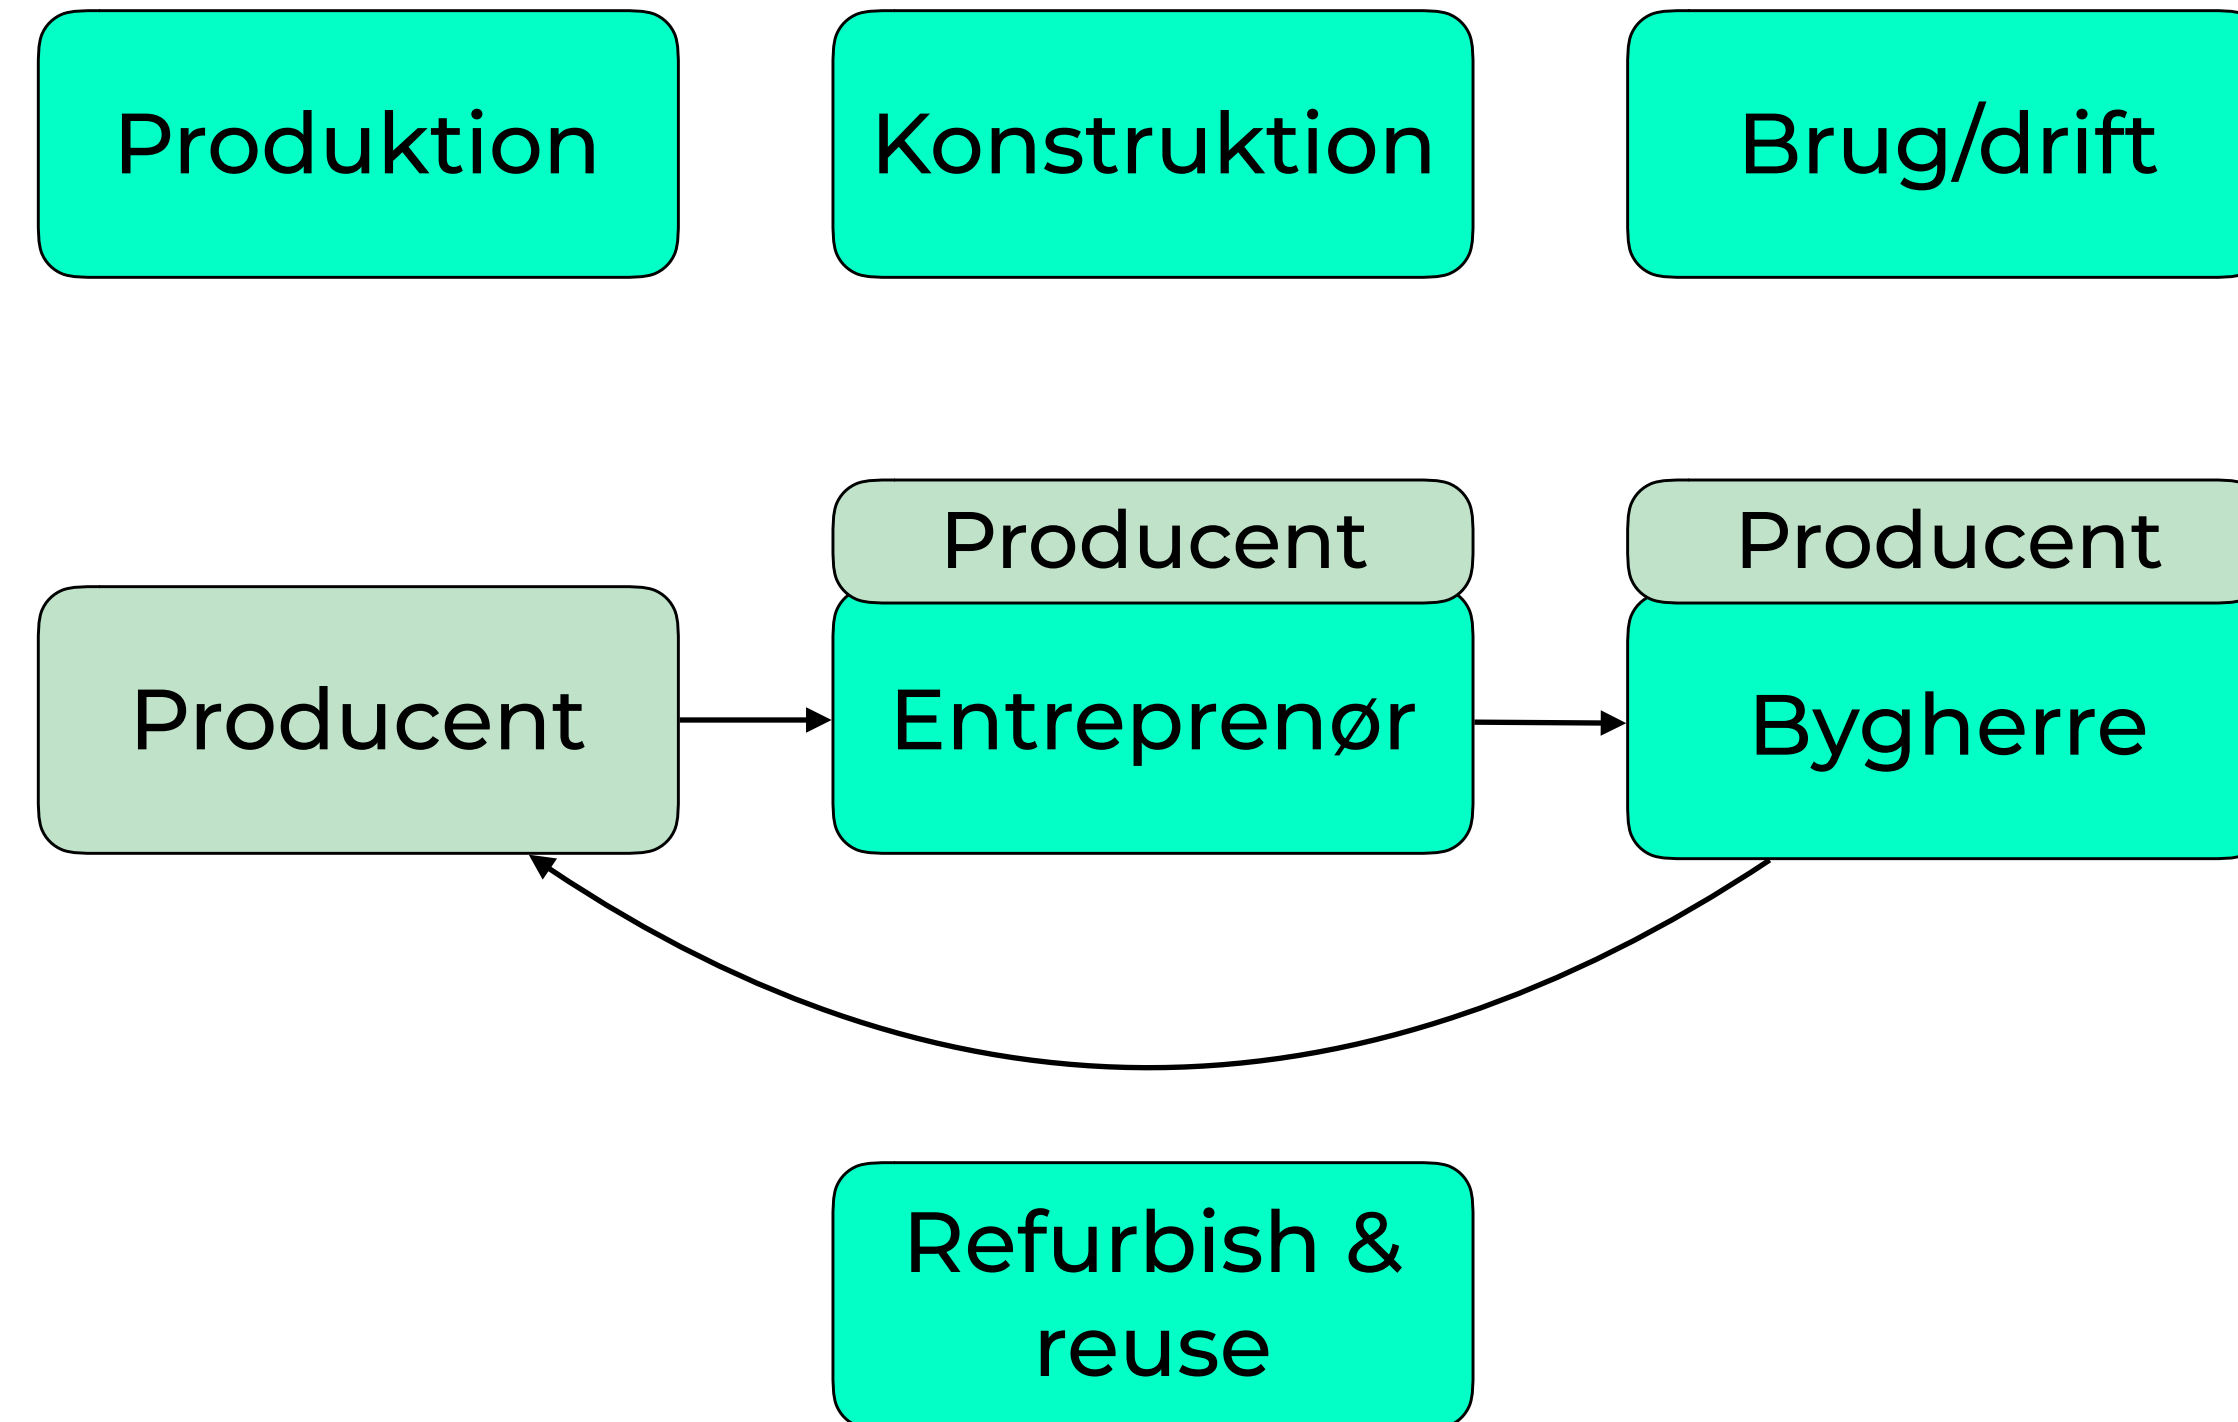 Produktion
Konstruktion
Brug/drift
Producent
Producent
Producent
Entreprenør
Bygherre
Refurbish &
reuse